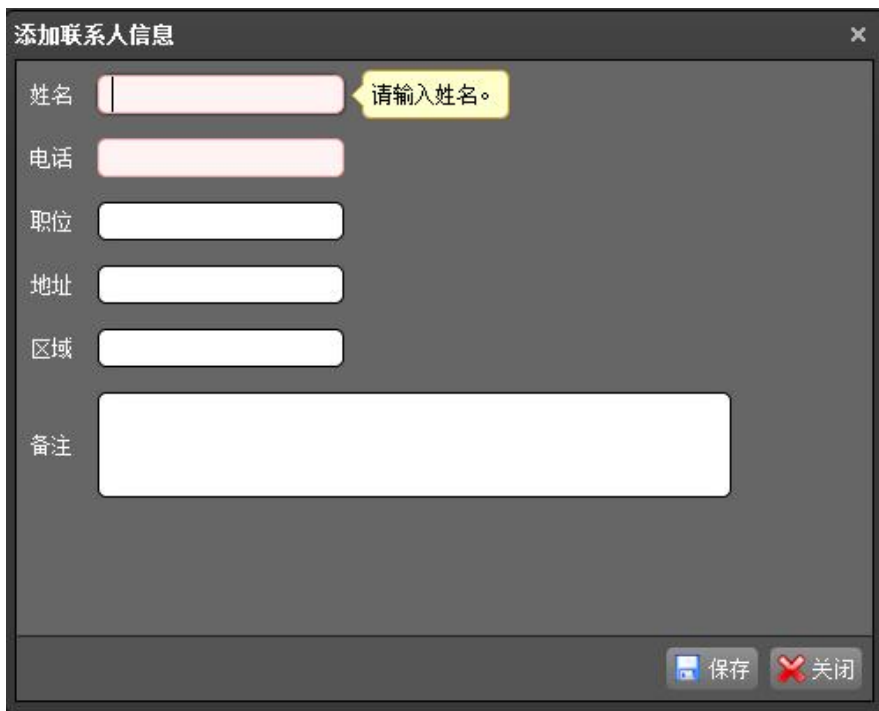 添加联系人信息
姓名 请输入姓名。
电话
职位
地址
区域
备注
保存 关闭